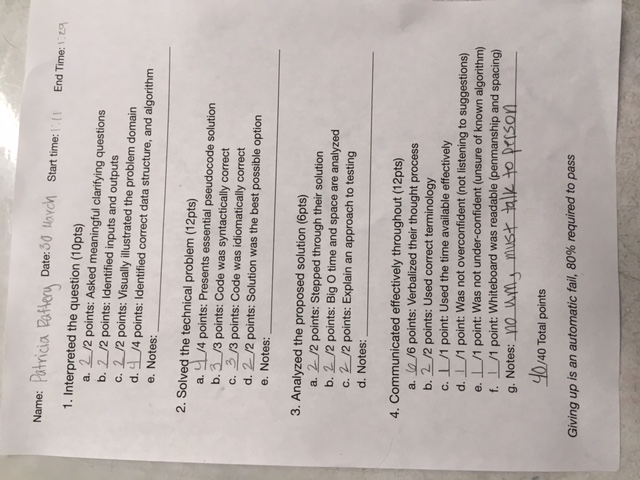 Name: Patricia Raftery Date: 30 March Start time: 1:11 End Time: 1:29
1. Interpreted the question (10pts)
a. 2/2 points: Asked meaningful clarifying questions
b. 2/2 points: Identified inputs and outputs
c. 2/2 points: Visually illustrated the problem domain
d. 4/4 points: Identified correct data structure, and algorithm
e. Notes:
2. Solved the technical problem (12pts)
a. 4/4 points: Presents essential pseudocode solution
b. 3/3 points: Code was syntactically correct
c. 3/3 points: Code was idiomatically correct
d. 2/2 points: Solution was the best possible option
e. Notes:
3. Analyzed the proposed solution (6pts)
a. 2/2 points: Stepped through their solution
b. 2/2 points: Big O time and space are analyzed
c. 2/2 points: Explain an approach to testing
d. Notes:
4. Communicated effectively throughout (12pts)
a. 6/6 points: Verbalized their thought process
b. 2/2 points: Used correct terminology
c. 1/1 point: Used the time available effectively
d. 1/1 point: Was not overconfident (not listening to suggestions)
e. 1/1 point: Was not under-confident (unsure of known algorithm)
f. 1/1 point: Whiteboard was readable (penmanship and spacing)
g. Notes: no um, must talk to person
40/40 Total points
Giving up is an automatic fail, 80% required to pass